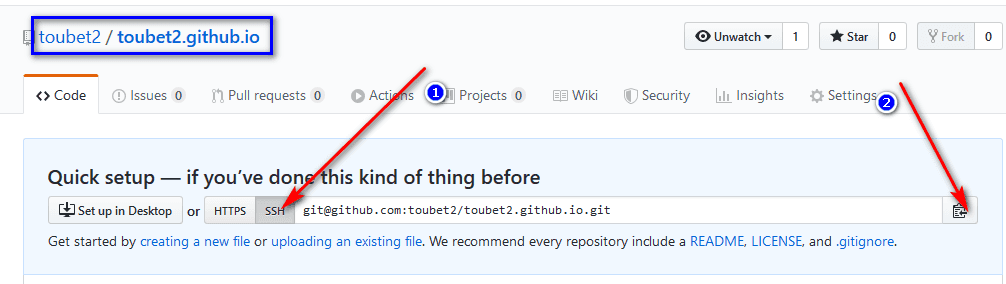 toubet2 / toubet2.github.io
Unwatch 1 Star 0 Fork 0
Code Issues 0 Pull requests 0 Actions 1 Projects 0 Wiki Security Insights Settings 2
Quick setup — if you’ve done this kind of thing before
Set up in Desktop or HTTPS SSH git@github.com:toubet2/toubet2.github.io.git
Get started by creating a new file or uploading an existing file. We recommend every repository include a README, LICENSE, and .gitignore.